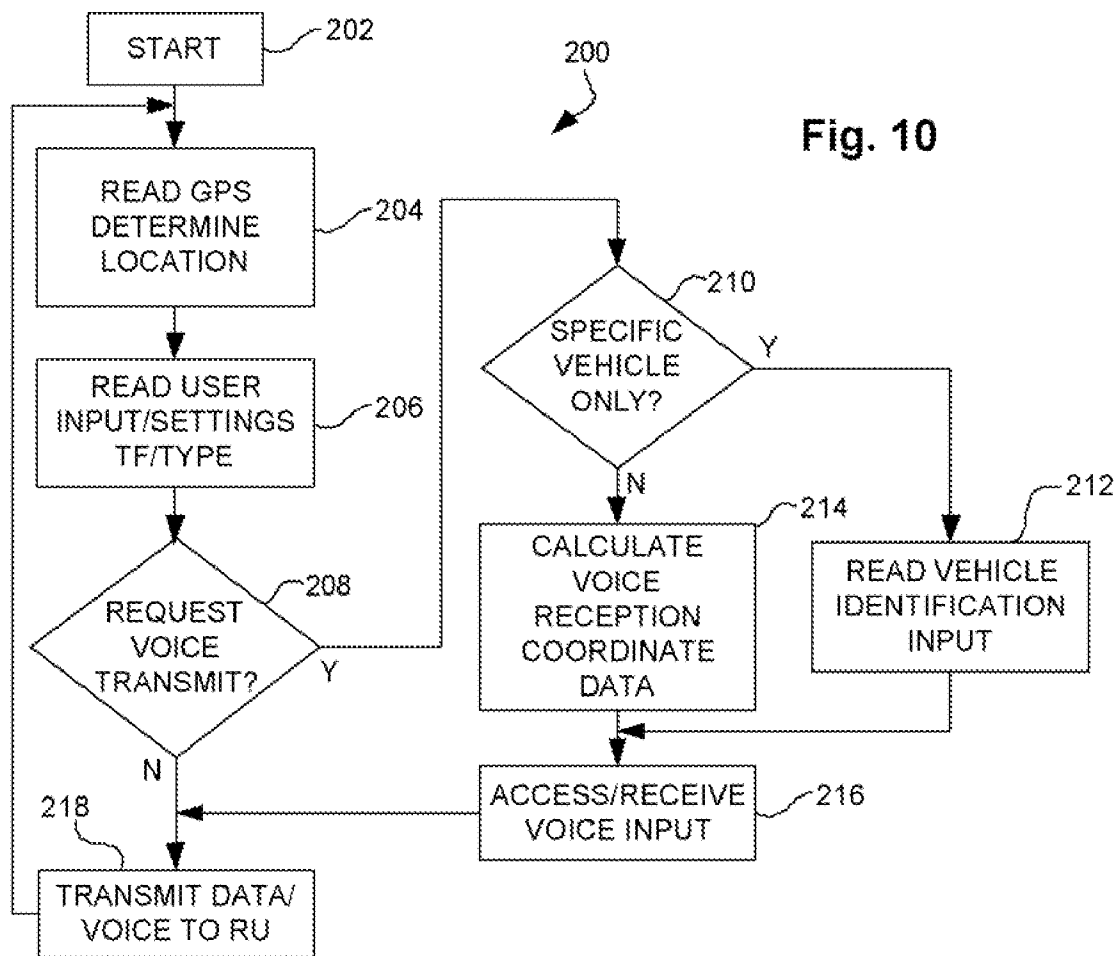 START
202
200
Fig. 10
READ GPS
DETERMINE
LOCATION
204
210
SPECIFIC
VEHICLE
ONLY?
Y
N
READ USER
INPUT/SETTINGS
TF/TYPE
206
212
214
CALCULATE
VOICE
RECEPTION
COORDINATE
DATA
READ VEHICLE
IDENTIFICATION
INPUT
208
REQUEST
VOICE
TRANSMIT?
Y
N
ACCESS/RECEIVE
VOICE INPUT
216
218
TRANSMIT DATA/
VOICE TO RU